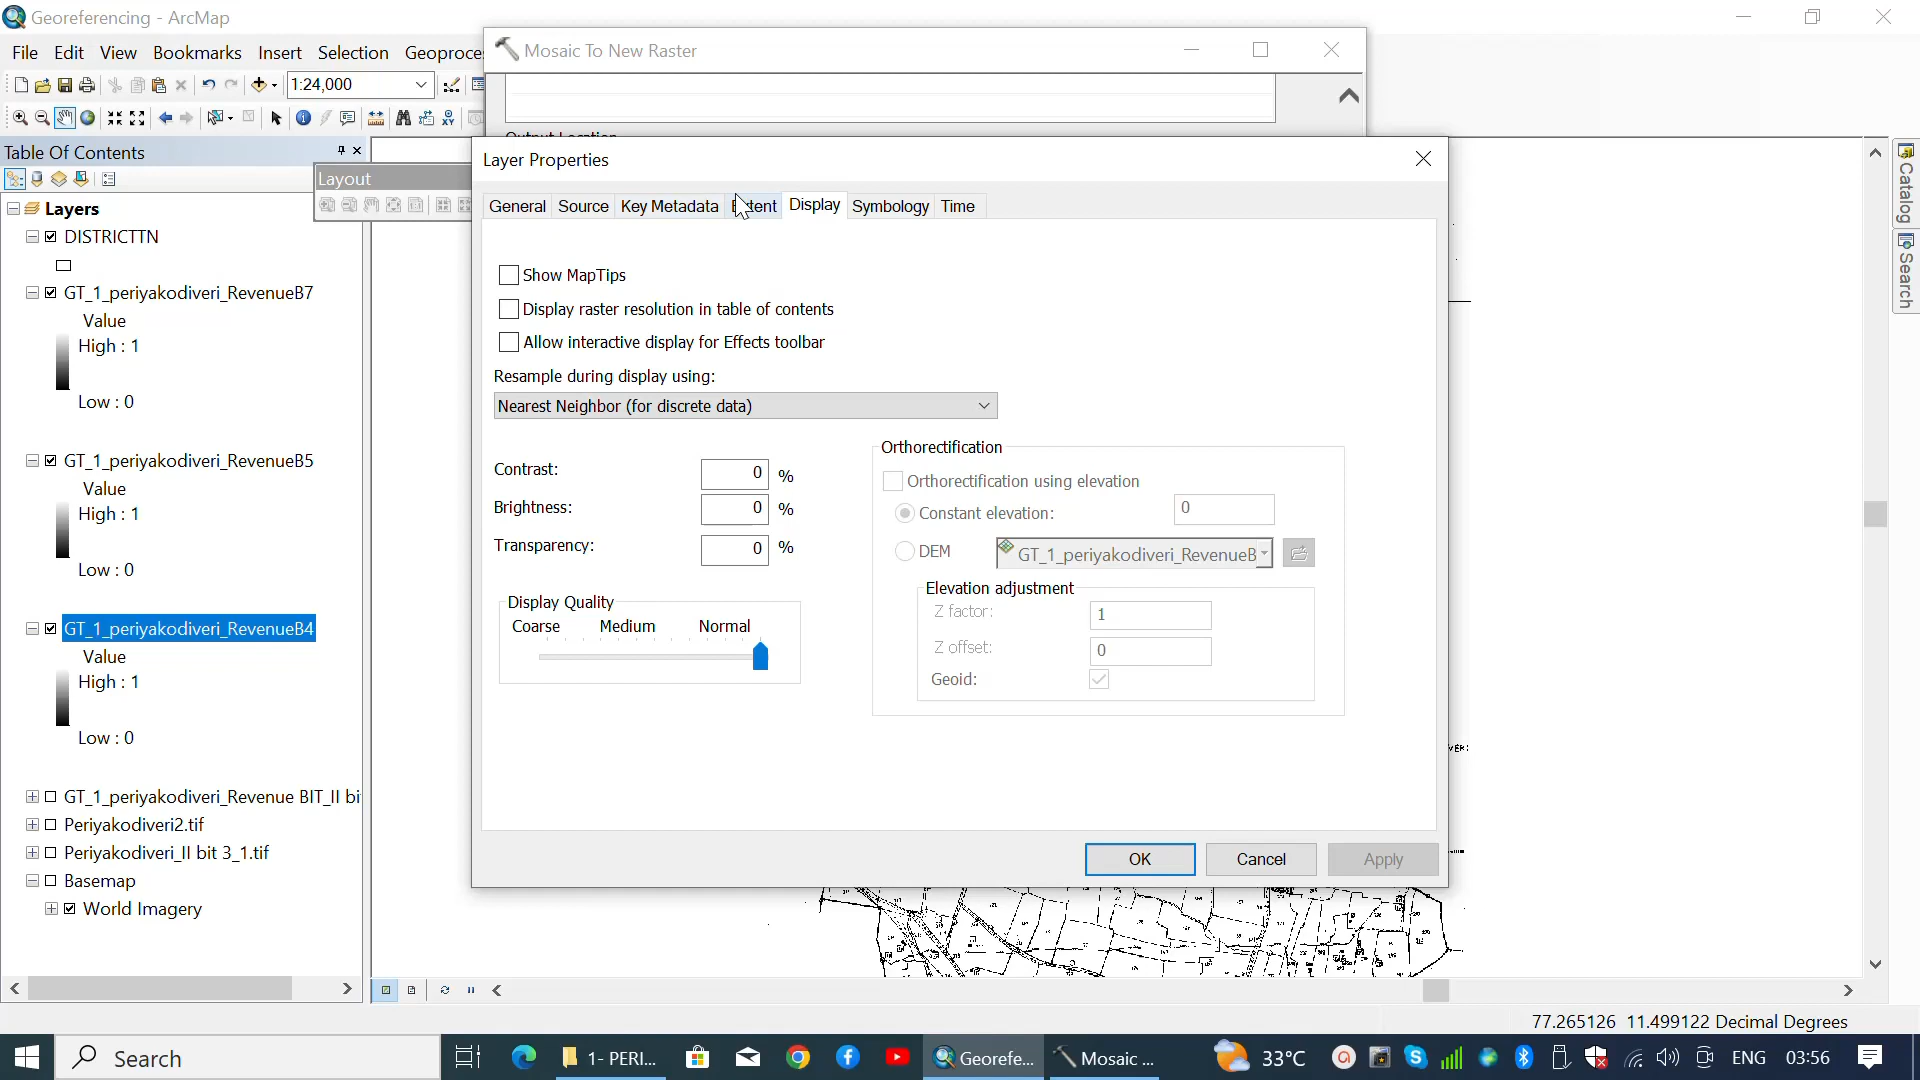 Georeferencing - ArcMap
File Edit View Bookmarks Insert Selection
1:24,000
Mosaic To New Raster
Table Of Contents
Layout
Layers
DISTRICTTN
GT_1_periyakodiveri_RevenueB7
Value
High : 1
Low : 0
GT_1_periyakodiveri_RevenueB5
Value
High : 1
Low : 0
GT_1_periyakodiveri_RevenueB4
Value
High : 1
Low : 0
GT_1_periyakodiveri_Revenue BIT_II bi
Periyakodiveri2.tif
Periyakodiveri_II bit 3_1.tif
Basemap
World Imagery
Layer Properties
General Source Key Metadata Display Symbology Time
Show MapTips
Display raster resolution in table of contents
Allow interactive display for Effects toolbar
Resample during display using:
Nearest Neighbor (for discrete data)
Contrast: 0 %
Brightness: 0 %
Transparency: 0 %
Display Quality
Coarse Medium Normal
Orthorectification
Orthorectification using elevation
Constant elevation: 0
DEM GT_1_periyakodiveri_RevenueB
Elevation adjustment
Z factor: 1
Z offset: 0
Geoid:
OK Cancel Apply
Catalog
Search
77.265126 11.499122 Decimal Degrees
Search
1- PERI...
Georefe...
Mosaic ...
33°C
ENG 03:56